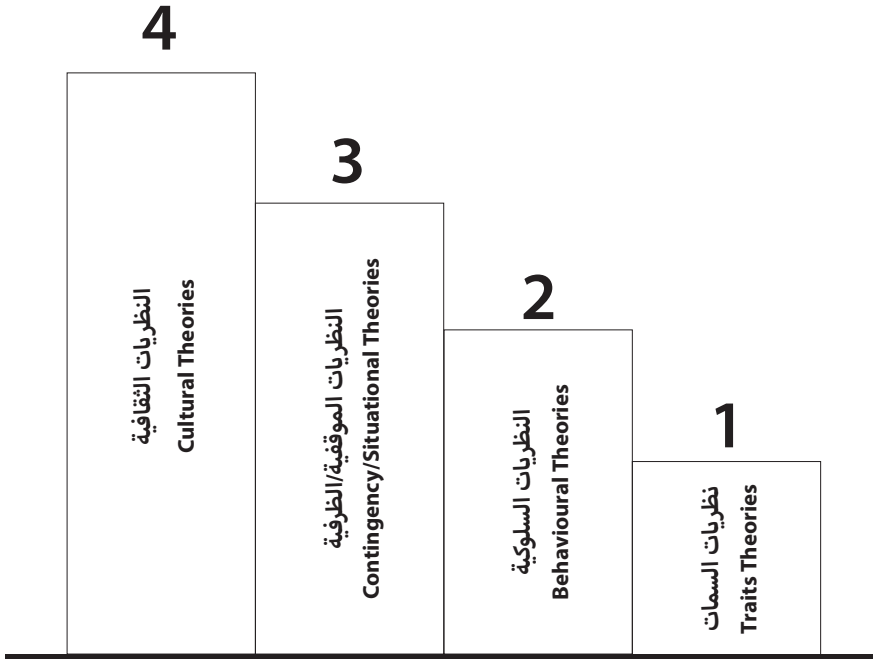 4
النظريات الثقافية
Cultural Theories
3
النظريات الموقفية/الظرفية
Contingency/Situational Theories
2
النظريات السلوكية
Behavioural Theories
1
نظريات السمات
Traits Theories